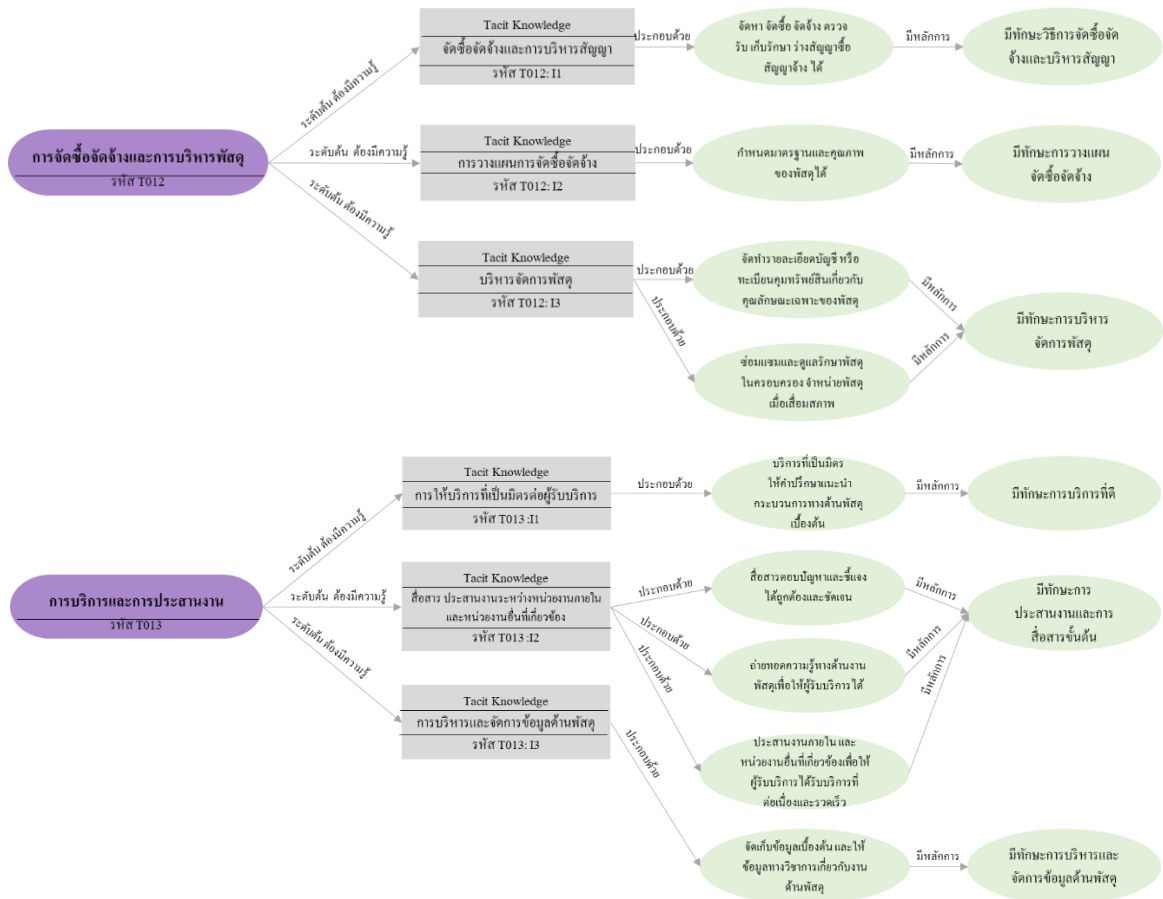 Tacit Knowledge
จัดซื้อจัดจ้างและการบริหารสัญญา
รหัส T012: I1
ประกอบด้วย
จัดหา จัดซื้อ จัดจ้าง ตรวจ
รับ เก็บรักษา ร่างสัญญาซื้อ
สัญญาจ้าง ได้
มีหลักการ
มีทักษะวิธีการจัดซื้อจัด
จ้างและบริหารสัญญา
ระดับต้น ต้องมีความรู้
การจัดซื้อจัดจ้างและการบริหารพัสดุ
รหัส T012
ระดับต้น ต้องมีความรู้
Tacit Knowledge
การวางแผนการจัดซื้อจัดจ้าง
รหัส T012: I2
ประกอบด้วย
กำหนดมาตรฐานและคุณภาพ
ของพัสดุได้
มีหลักการ
มีทักษะการวางแผน
จัดซื้อจัดจ้าง
ระดับต้น ต้องมีความรู้
Tacit Knowledge
บริหารจัดการพัสดุ
รหัส T012: I3
ประกอบด้วย
จัดทำรายละเอียดบัญชี หรือ
ทะเบียนคุมทรัพย์สินเกี่ยวกับ
คุณลักษณะเฉพาะของพัสดุ
มีหลักการ
ประกอบด้วย
ซ่อมแซมและดูแลรักษาพัสดุ
ในครอบครอง จำหน่ายพัสดุ
เมื่อเสื่อมสภาพ
มีหลักการ
มีทักษะการบริหาร
จัดการพัสดุ
Tacit Knowledge
การให้บริการที่เป็นมิตรต่อผู้รับบริการ
รหัส T013 :I1
ประกอบด้วย
บริการที่เป็นมิตร
ให้คำปรึกษาแนะนำ
กระบวนการทางด้านพัสดุ
เบื้องต้น
มีหลักการ
มีทักษะการบริการที่ดี
ระดับต้น ต้องมีความรู้
การบริการและการประสานงาน
รหัส T013
ระดับต้น ต้องมีความรู้
Tacit Knowledge
สื่อสาร ประสานงานระหว่างหน่วยงานภายใน
และหน่วยงานอื่นที่เกี่ยวข้อง
รหัส T013 :I2
ประกอบด้วย
สื่อสารตอบปัญหาและชี้แจง
ได้ถูกต้องและชัดเจน
มีหลักการ
มีทักษะการ
ประสานงานและการ
สื่อสารขั้นต้น
ประกอบด้วย
ถ่ายทอดความรู้ทางด้านงาน
พัสดุเพื่อให้ผู้รับบริการได้
มีหลักการ
ประกอบด้วย
ประสานงานภายใน และ
หน่วยงานอื่นที่เกี่ยวข้องเพื่อให้
ผู้รับบริการได้รับบริการที่
ต่อเนื่องและรวดเร็ว
มีหลักการ
ระดับต้น ต้องมีความรู้
Tacit Knowledge
การบริหารและจัดการข้อมูลด้านพัสดุ
รหัส T013: I3
ประกอบด้วย
จัดเก็บข้อมูลเบื้องต้น และให้
ข้อมูลทางวิชาการเกี่ยวกับงาน
ด้านพัสดุ
มีหลักการ
มีทักษะการบริหารและ
จัดการข้อมูลด้านพัสดุ